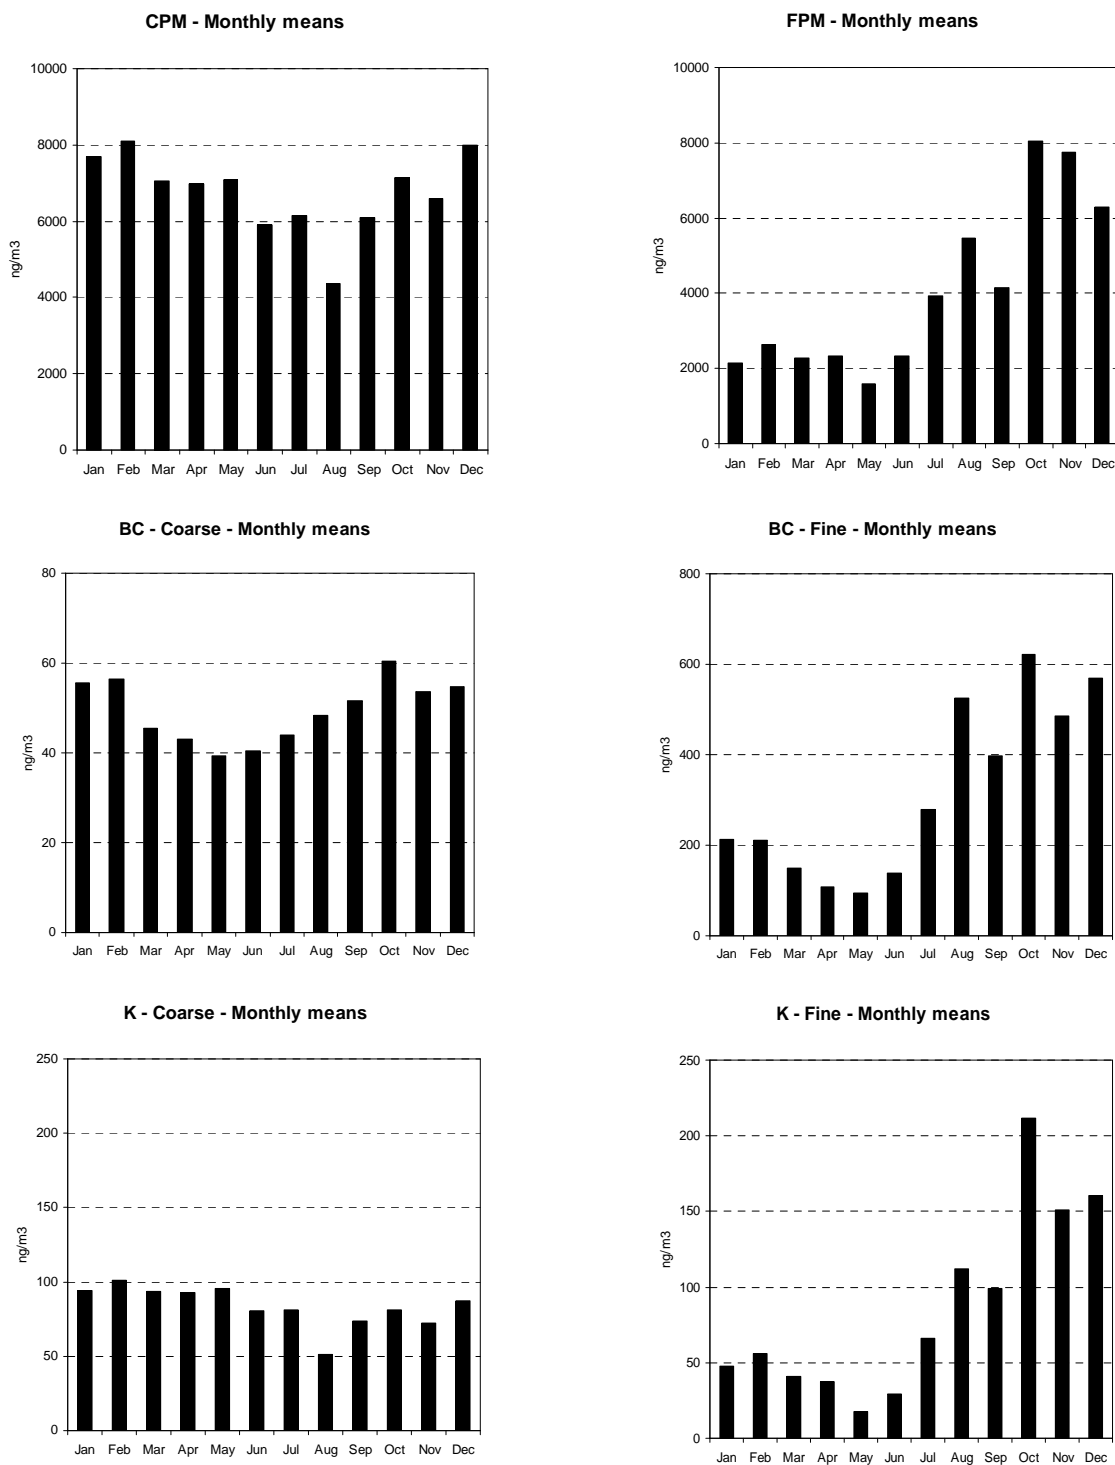 CPM - Monthly means
10000
8000
6000
4000
2000
0
ng/m3
Jan Feb Mar Apr May Jun Jul Aug Sep Oct Nov Dec
FPM - Monthly means
10000
8000
6000
4000
2000
0
ng/m3
Jan Feb Mar Apr May Jun Jul Aug Sep Oct Nov Dec
BC - Coarse - Monthly means
80
60
40
20
0
ng/m3
Jan Feb Mar Apr May Jun Jul Aug Sep Oct Nov Dec
BC - Fine - Monthly means
800
600
400
200
0
ng/m3
Jan Feb Mar Apr May Jun Jul Aug Sep Oct Nov Dec
K - Coarse - Monthly means
250
200
150
100
50
0
ng/m3
Jan Feb Mar Apr May Jun Jul Aug Sep Oct Nov Dec
K - Fine - Monthly means
250
200
150
100
50
0
ng/m3
Jan Feb Mar Apr May Jun Jul Aug Sep Oct Nov Dec